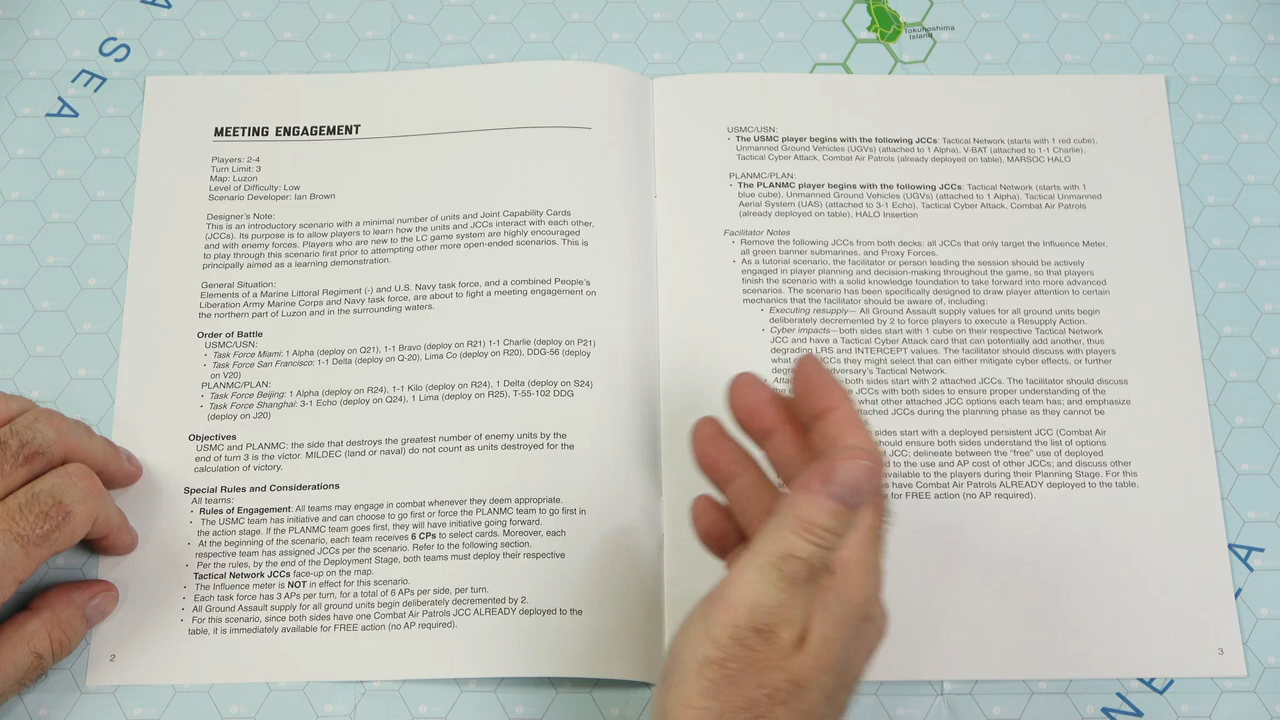 SEA
Tokunoshima
Island
MEETING ENGAGEMENT
Players: 2-4
Turn Limit: 3
Map: Luzon
Level of Difficulty: Low
Scenario Developer: Ian Brown
Designer's Note:
This is an introductory scenario with a minimal number of units and Joint Capability Cards
(JCCs). Its purpose is to allow players to learn how the units and JCCs interact with each other,
and with enemy forces. Players who are new to the LC game system are highly encouraged
to play through this scenario first prior to attempting other more open-ended scenarios. This is
principally aimed as a learning demonstration.
General Situation:
Elements of a Marine Littoral Regiment (-) and U.S. Navy task force, and a combined People's
Liberation Army Marine Corps and Navy task force, are about to fight a meeting engagement on
the northern part of Luzon and in the surrounding waters.
Order of Battle
USMC/USN:
• Task Force Miami: 1 Alpha (deploy on Q21), 1-1 Bravo (deploy on R21) 1-1 Charlie (deploy on P21)
• Task Force San Francisco: 1-1 Delta (deploy on Q-20), Lima Co (deploy on R20), DDG-56 (deploy
on V20)
PLANMC/PLAN:
• Task Force Beijing: 1 Alpha (deploy on R24), 1-1 Kilo (deploy on R24), 1 Delta (deploy on S24)
• Task Force Shanghai: 3-1 Echo (deploy on Q24), 1 Lima (deploy on R25), T-55-102 DDG
(deploy on J20)
Objectives
USMC and PLANMC: the side that destroys the greatest number of enemy units by the
end of turn 3 is the victor. MILDEC (land or naval) do not count as units destroyed for the
calculation of victory.
Special Rules and Considerations
All teams:
• Rules of Engagement: All teams may engage in combat whenever they deem appropriate.
• The USMC team has initiative and can choose to go first or force the PLANMC team to go first in
the action stage. If the PLANMC team goes first, they will have initiative going forward.
• At the beginning of the scenario, each team receives 6 CPs to select cards. Moreover, each
respective team has assigned JCCs per the scenario. Refer to the following section.
• Per the rules, by the end of the Deployment Stage, both teams must deploy their respective
Tactical Network JCCs face-up on the map.
• The Influence meter is NOT in effect for this scenario.
• Each task force has 3 APs per turn, for a total of 6 APs per side, per turn.
• All Ground Assault supply for all ground units begin deliberately decremented by 2.
• For this scenario, since both sides have one Combat Air Patrols JCC ALREADY deployed to the
table, it is immediately available for FREE action (no AP required).
2
USMC/USN:
• The USMC player begins with the following JCCs: Tactical Network (starts with 1 red cube),
Unmanned Ground Vehicles (UGVs) (attached to 1 Alpha), V-BAT (attached to 1-1 Charlie),
Tactical Cyber Attack, Combat Air Patrols (already deployed on table), MARSOC HALO
PLANMC/PLAN:
• The PLANMC player begins with the following JCCs: Tactical Network (starts with 1
blue cube), Unmanned Ground Vehicles (UGVs) (attached to 1 Alpha), Tactical Unmanned
Aerial System (UAS) (attached to 3-1 Echo), Tactical Cyber Attack, Combat Air Patrols
(already deployed on table), HALO Insertion
Facilitator Notes
• Remove the following JCCs from both decks: all JCCs that only target the Influence Meter,
all green banner submarines, and Proxy Forces.
• As a tutorial scenario, the facilitator or person leading the session should be actively
engaged in player planning and decision-making throughout the game, so that players
finish the scenario with a solid knowledge foundation to take forward into more advanced
scenarios. The scenario has been specifically designed to draw player attention to certain
mechanics that the facilitator should be aware of, including:
• Executing resupply— All Ground Assault supply values for all ground units begin
deliberately decremented by 2 to force players to execute a Resupply Action.
• Cyber impacts—both sides start with 1 cube on their respective Tactical Network
JCC and have a Tactical Cyber Attack card that can potentially add another, thus
degrading LRS and INTERCEPT values. The facilitator should discuss with players
what JCCs they might select that can either mitigate cyber effects, or further
adversary's Tactical Network.
both sides start with 2 attached JCCs. The facilitator should discuss
JCCs with both sides to ensure proper understanding of the
what other attached JCC options each team has; and emphasize
attached JCCs during the planning phase as they cannot be
sides start with a deployed persistent JCC (Combat Air
should ensure both sides understand the list of options
JCC; delineate between the "free" use of deployed
to the use and AP cost of other JCCs; and discuss other
available to the players during their Planning Stage. For this
have Combat Air Patrols ALREADY deployed to the table,
for FREE action (no AP required).
3